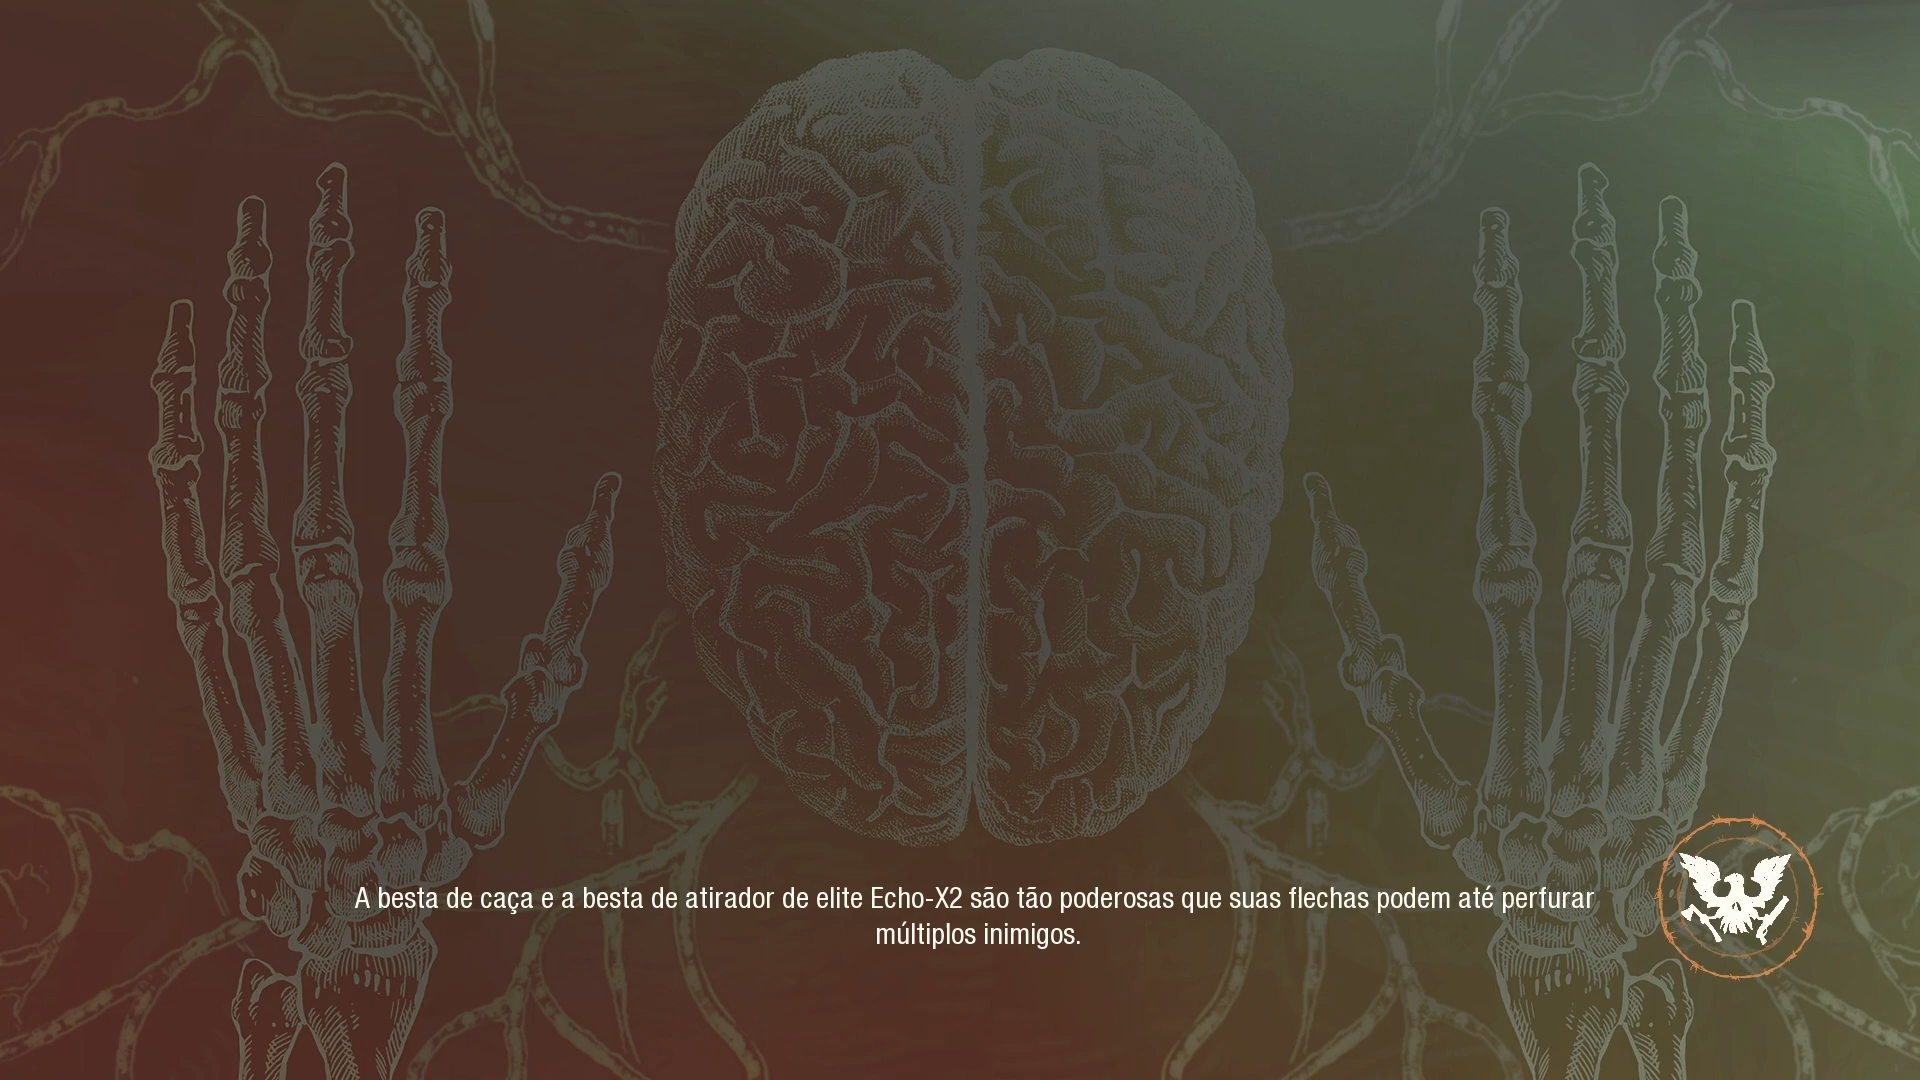 A besta de caça e a besta de atirador de elite Echo-X2 são tão poderosas que suas flechas podem até perfurar
múltiplos inimigos.